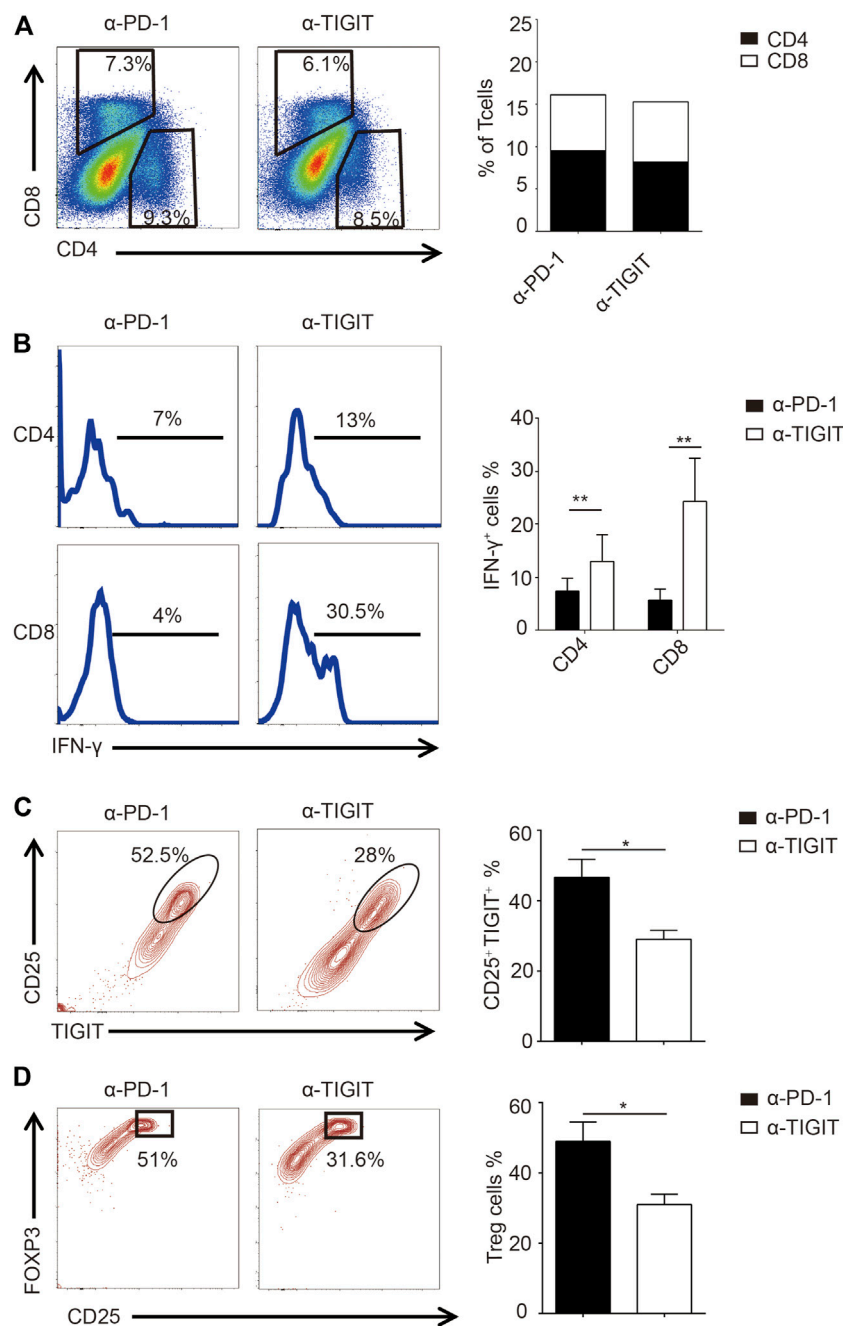 A
α-PD-1
α-TIGIT
7.3%
6.1%
9.3%
8.5%
CD8
CD4
% of Tcells
25
20
15
10
5
0
α-PD-1
α-TIGIT
CD4
CD8
B
α-PD-1
α-TIGIT
CD4
7%
13%
CD8
4%
30.5%
IFN-γ
IFN-γ⁺ cells %
40
30
20
10
0
**
**
CD4
CD8
α-PD-1
α-TIGIT
C
α-PD-1
α-TIGIT
52.5%
28%
CD25
TIGIT
CD25⁺TIGIT⁺ %
60
40
20
0
*
α-PD-1
α-TIGIT
D
α-PD-1
α-TIGIT
51%
31.6%
FOXP3
CD25
Treg cells %
60
40
20
0
*
α-PD-1
α-TIGIT